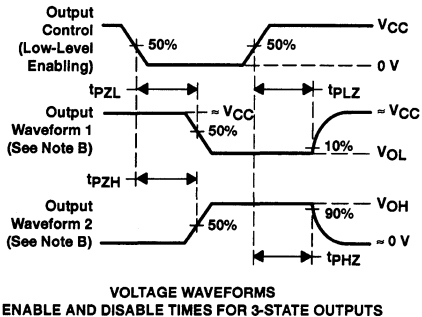 Output
Control
(Low-Level
Enabling)
50%
50%
VCC
0 V
tPZL
tPLZ
Output
Waveform 1
(See Note B)
≈ VCC
50%
≈ VCC
10%
VOL
tPZH
Output
Waveform 2
(See Note B)
50%
VOH
90%
≈ 0 V
tPHZ
VOLTAGE WAVEFORMS
ENABLE AND DISABLE TIMES FOR 3-STATE OUTPUTS